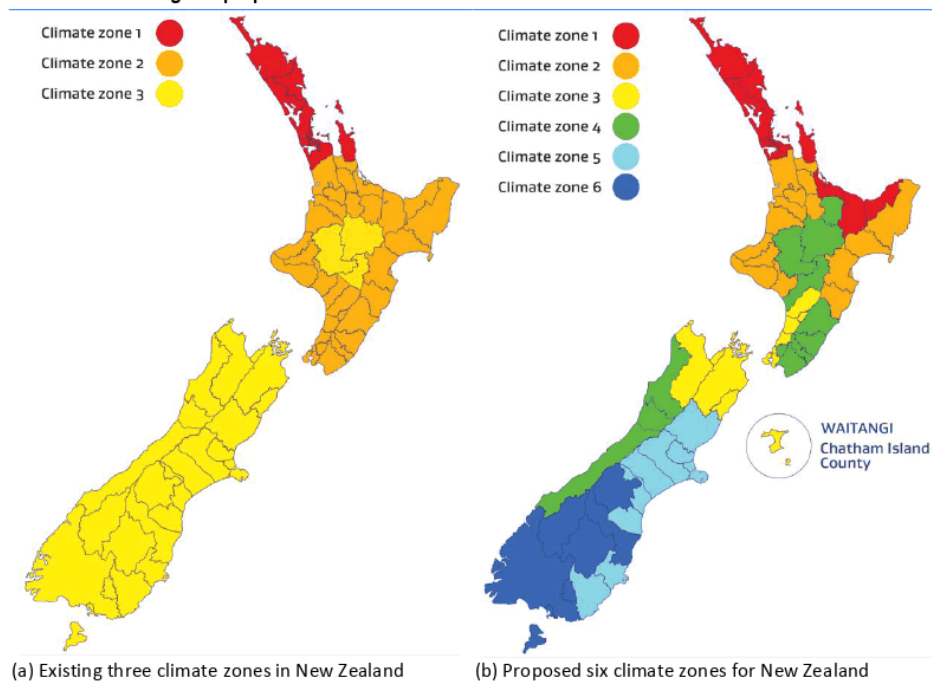 Climate zone 1
Climate zone 2
Climate zone 3
Climate zone 1
Climate zone 2
Climate zone 3
Climate zone 4
Climate zone 5
Climate zone 6
WAITANGI
Chatham Island
County
(a) Existing three climate zones in New Zealand
(b) Proposed six climate zones for New Zealand